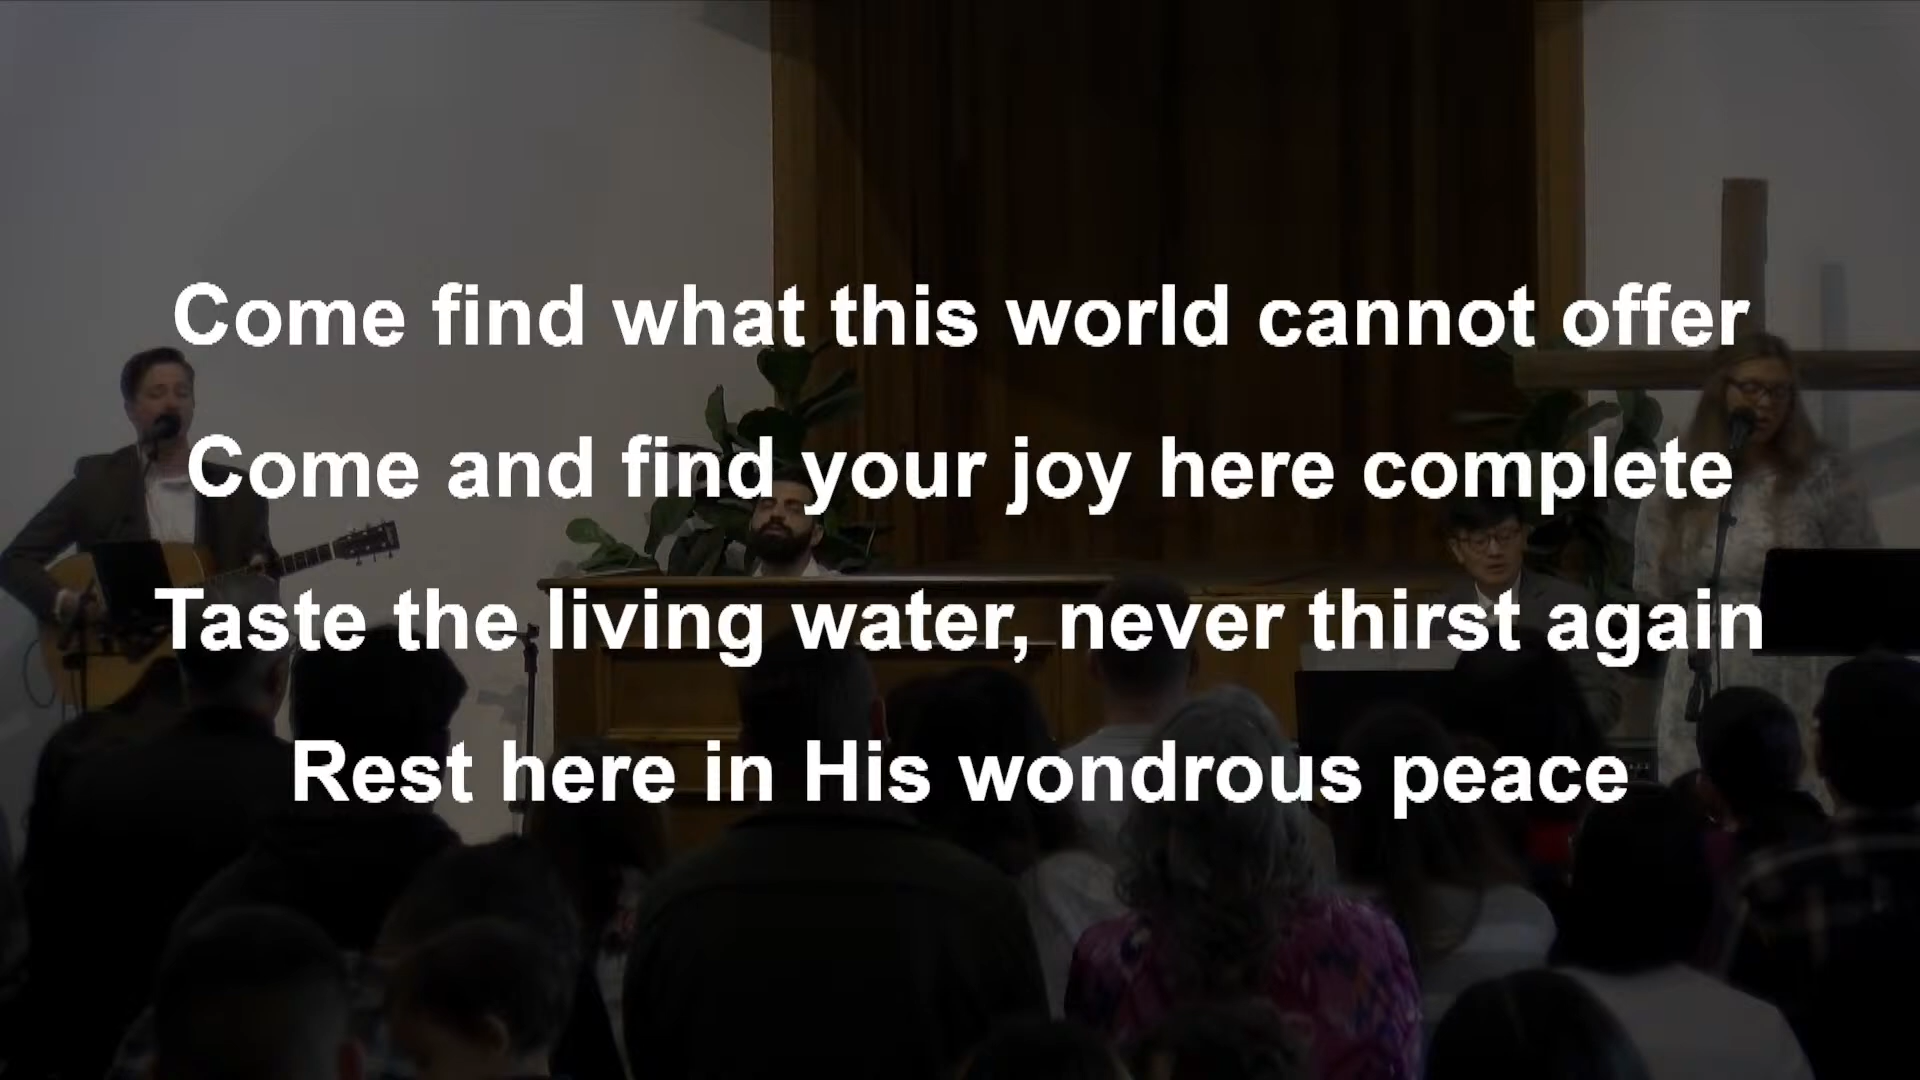 Come find what this world cannot offer
Come and find your joy here complete
Taste the living water, never thirst again
Rest here in His wondrous peace